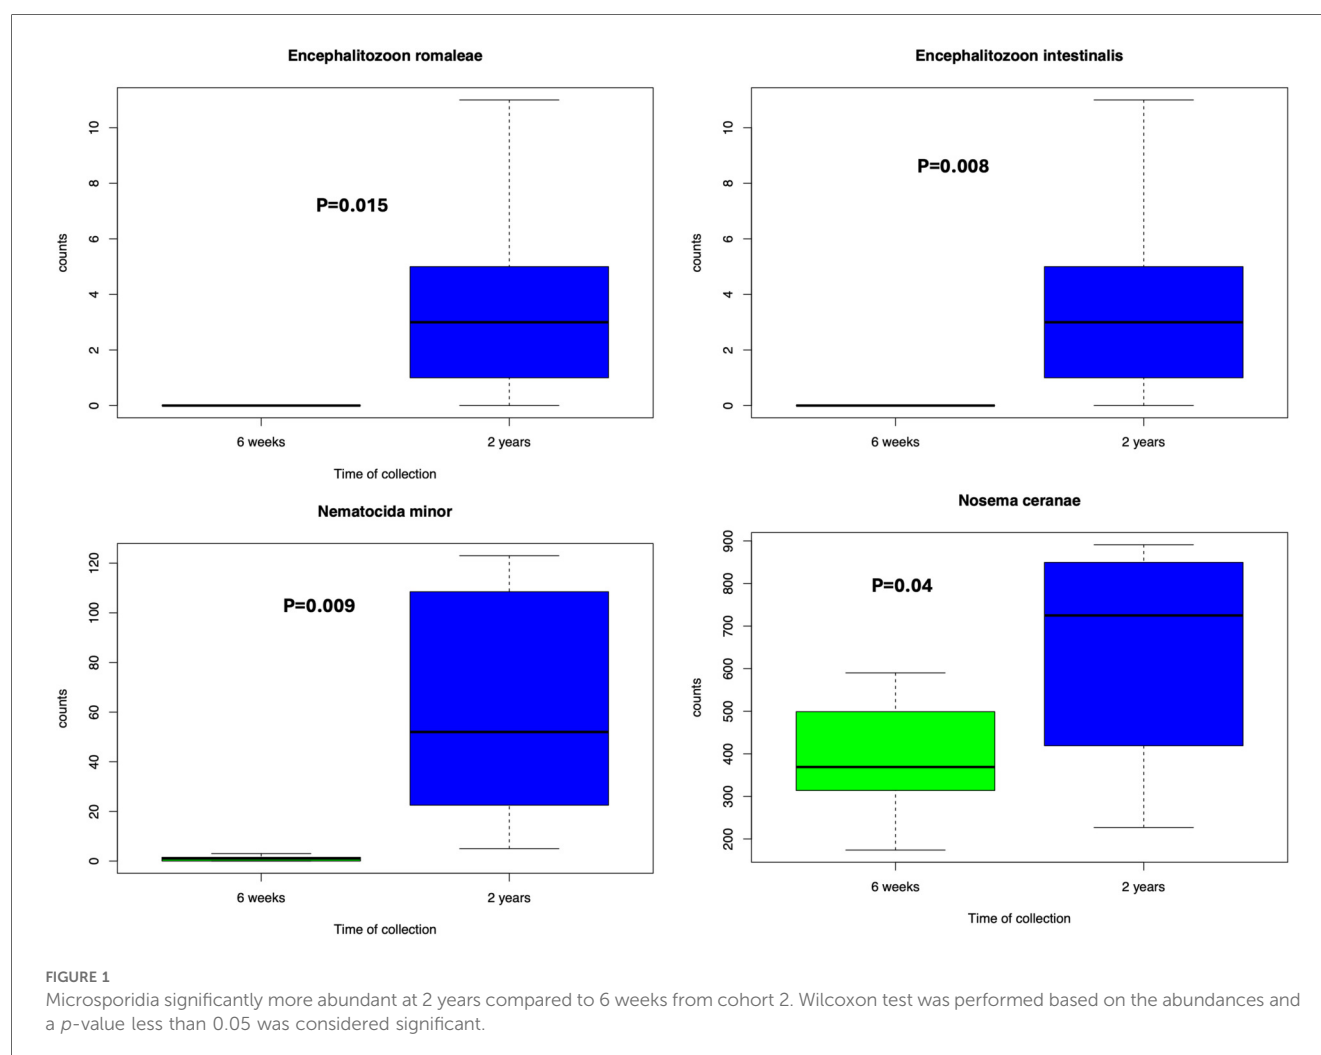 Encephalitozoon romaleae
P=0.015
counts
10
8
6
4
2
0
6 weeks
2 years
Time of collection
Encephalitozoon intestinalis
P=0.008
counts
10
8
6
4
2
0
6 weeks
2 years
Nematocida minor
P=0.009
counts
120
100
80
60
40
20
0
6 weeks
2 years
Time of collection
Nosema ceranae
P=0.04
counts
900
800
700
600
500
400
300
200
6 weeks
2 years
Time of collection
FIGURE 1
Microsporidia significantly more abundant at 2 years compared to 6 weeks from cohort 2. Wilcoxon test was performed based on the abundances and
a p-value less than 0.05 was considered significant.